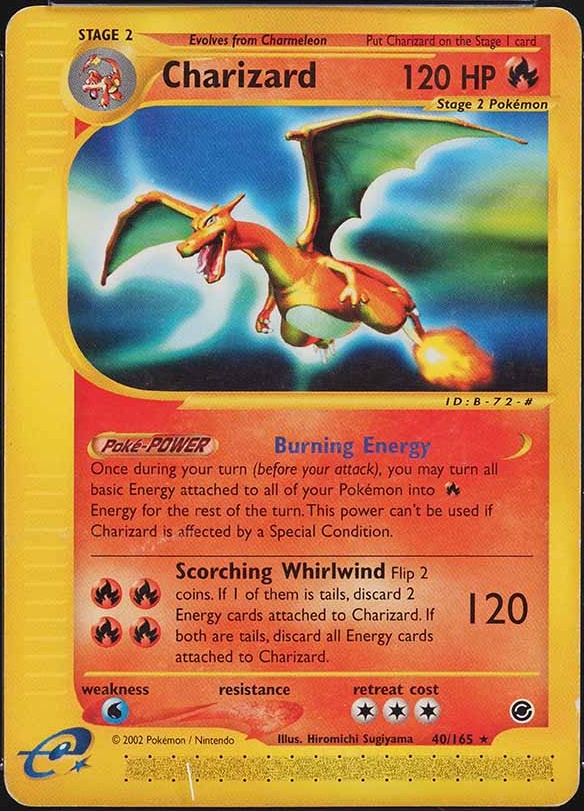 STAGE 2 Evolves from Charmeleon Put Charizard on the Stage 1 card
Charizard 120 HP
Stage 2 Pokémon
ID:B-72-#
Poké-POWER Burning Energy
Once during your turn (before your attack), you may turn all
basic Energy attached to all of your Pokémon into
Energy for the rest of the turn. This power can't be used if
Charizard is affected by a Special Condition.
Scorching Whirlwind Flip 2
coins. If 1 of them is tails, discard 2
Energy cards attached to Charizard. If
both are tails, discard all Energy cards
attached to Charizard.
120
weakness resistance retreat cost
© 2002 Pokémon / Nintendo Illus. Hiromichi Sugiyama 40/165 ★
e